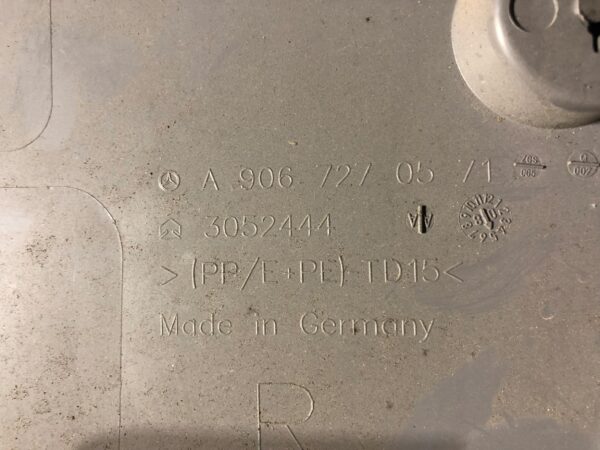 A 906 727 05 71
3052444
>(PP/E+PE)-TD15<
Made in Germany
R